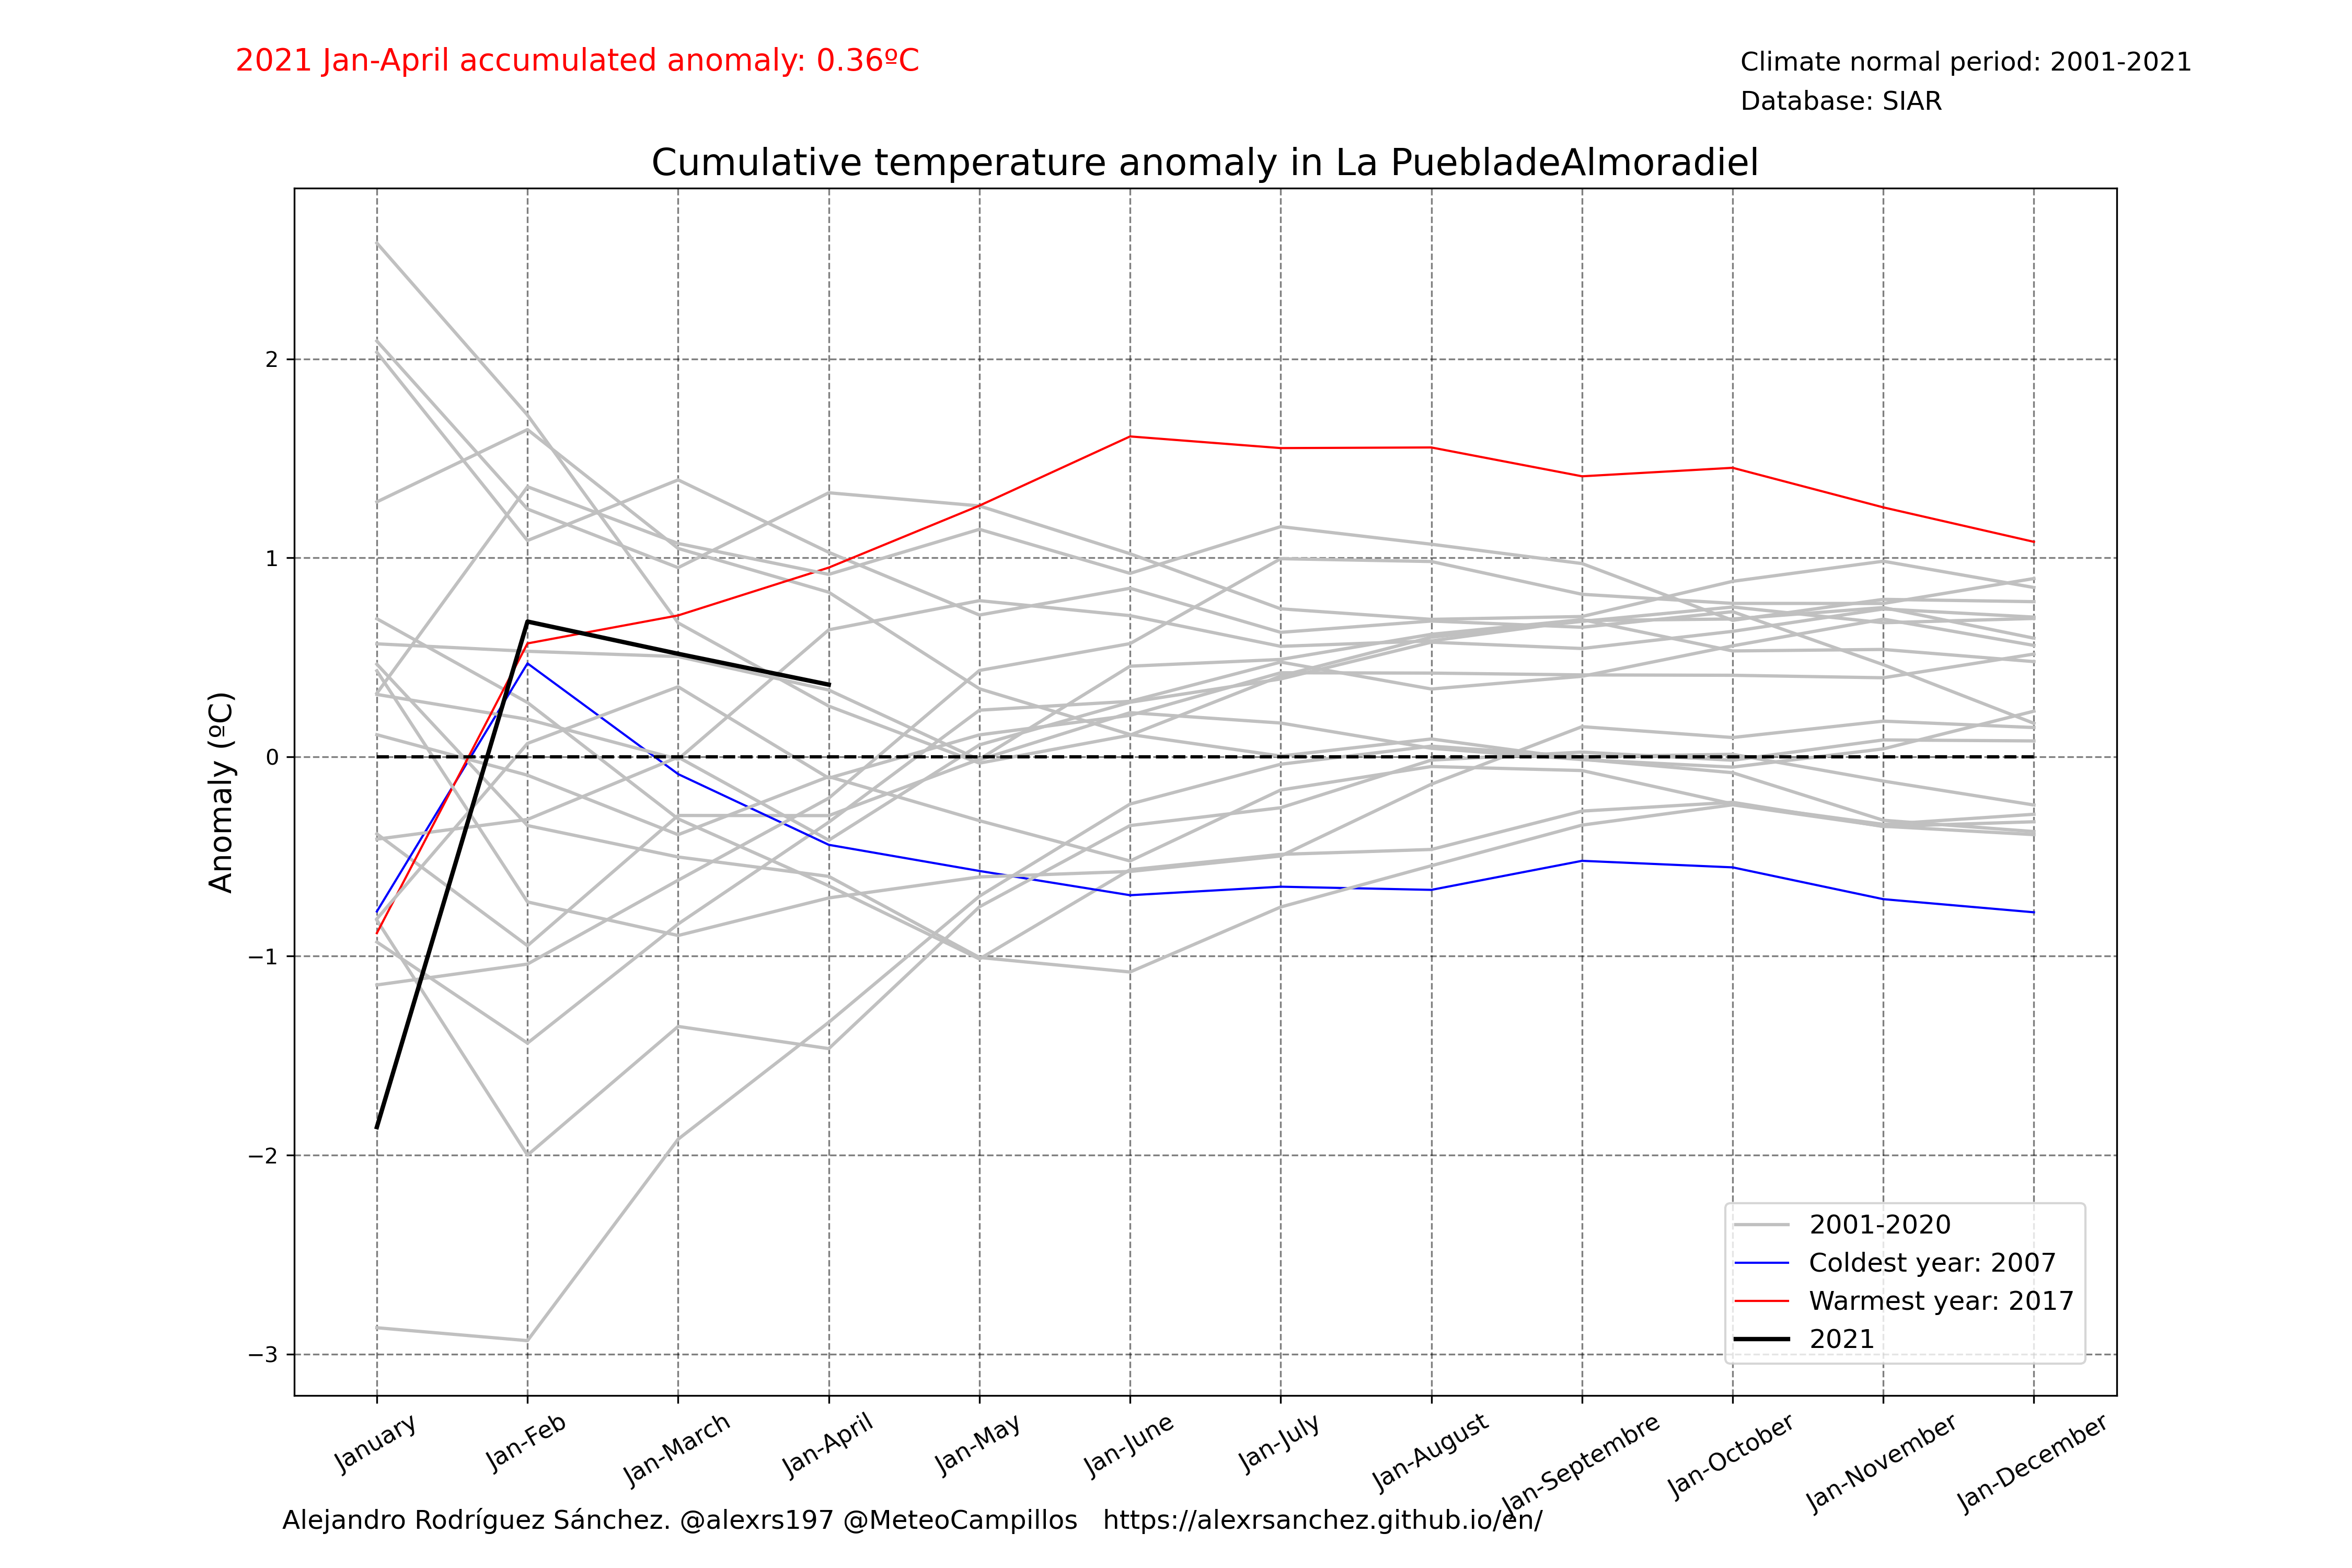 2021 Jan-April accumulated anomaly: 0.36ºC
Climate normal period: 2001-2021
Database: SIAR
Cumulative temperature anomaly in La PuebladeAlmoradiel
Anomaly (ºC)
2
1
0
−1
−2
−3
2001-2020
Coldest year: 2007
Warmest year: 2017
2021
January
Jan-Feb
Jan-March
Jan-April
Jan-May
Jan-June
Jan-July
Jan-August
Jan-Septembre
Jan-October
Jan-November
Jan-December
Alejandro Rodríguez Sánchez. @alexrs197 @MeteoCampillos https://alexrsanchez.github.io/en/